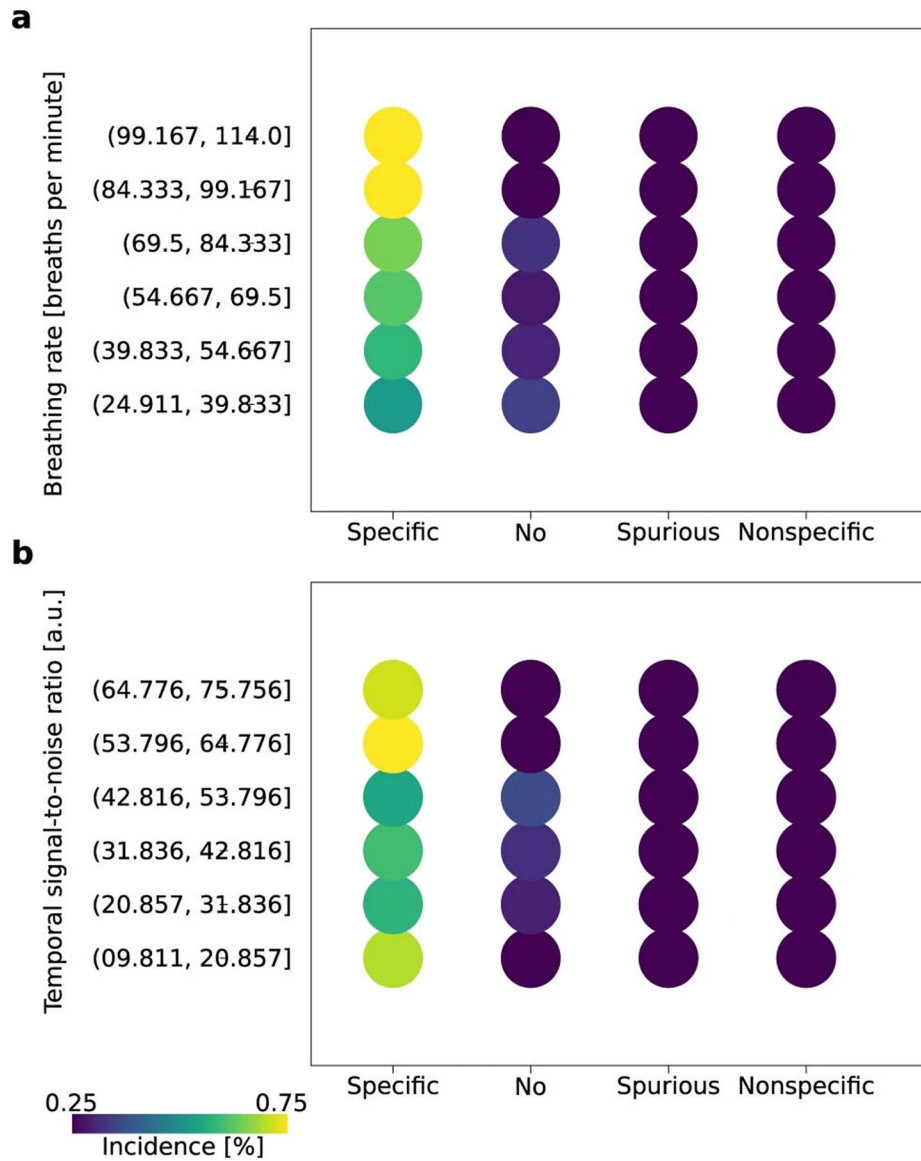 a
Breathing rate [breaths per minute]
(99.167, 114.0]
(84.333, 99.167]
(69.5, 84.333]
(54.667, 69.5]
(39.833, 54.667]
(24.911, 39.833]
Specific No Spurious Nonspecific
b
Temporal signal-to-noise ratio [a.u.]
(64.776, 75.756]
(53.796, 64.776]
(42.816, 53.796]
(31.836, 42.816]
(20.857, 31.836]
(09.811, 20.857]
Specific No Spurious Nonspecific
0.25 0.75
Incidence [%]